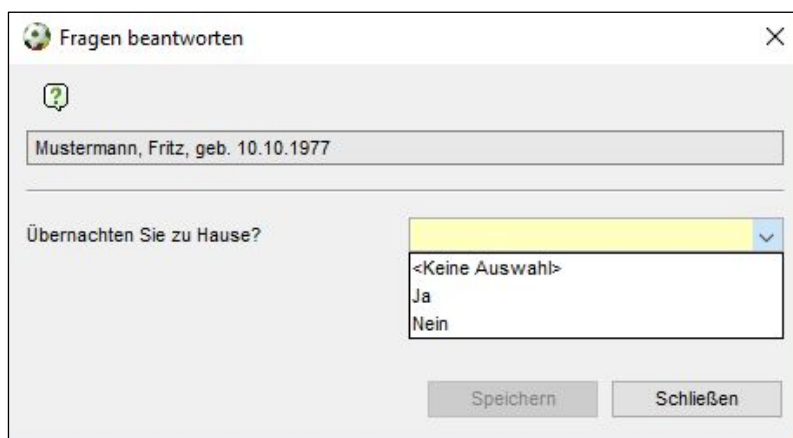 Fragen beantworten
?
Mustermann, Fritz, geb. 10.10.1977
Übernachten Sie zu Hause?
<Keine Auswahl>
Ja
Nein
Speichern Schließen